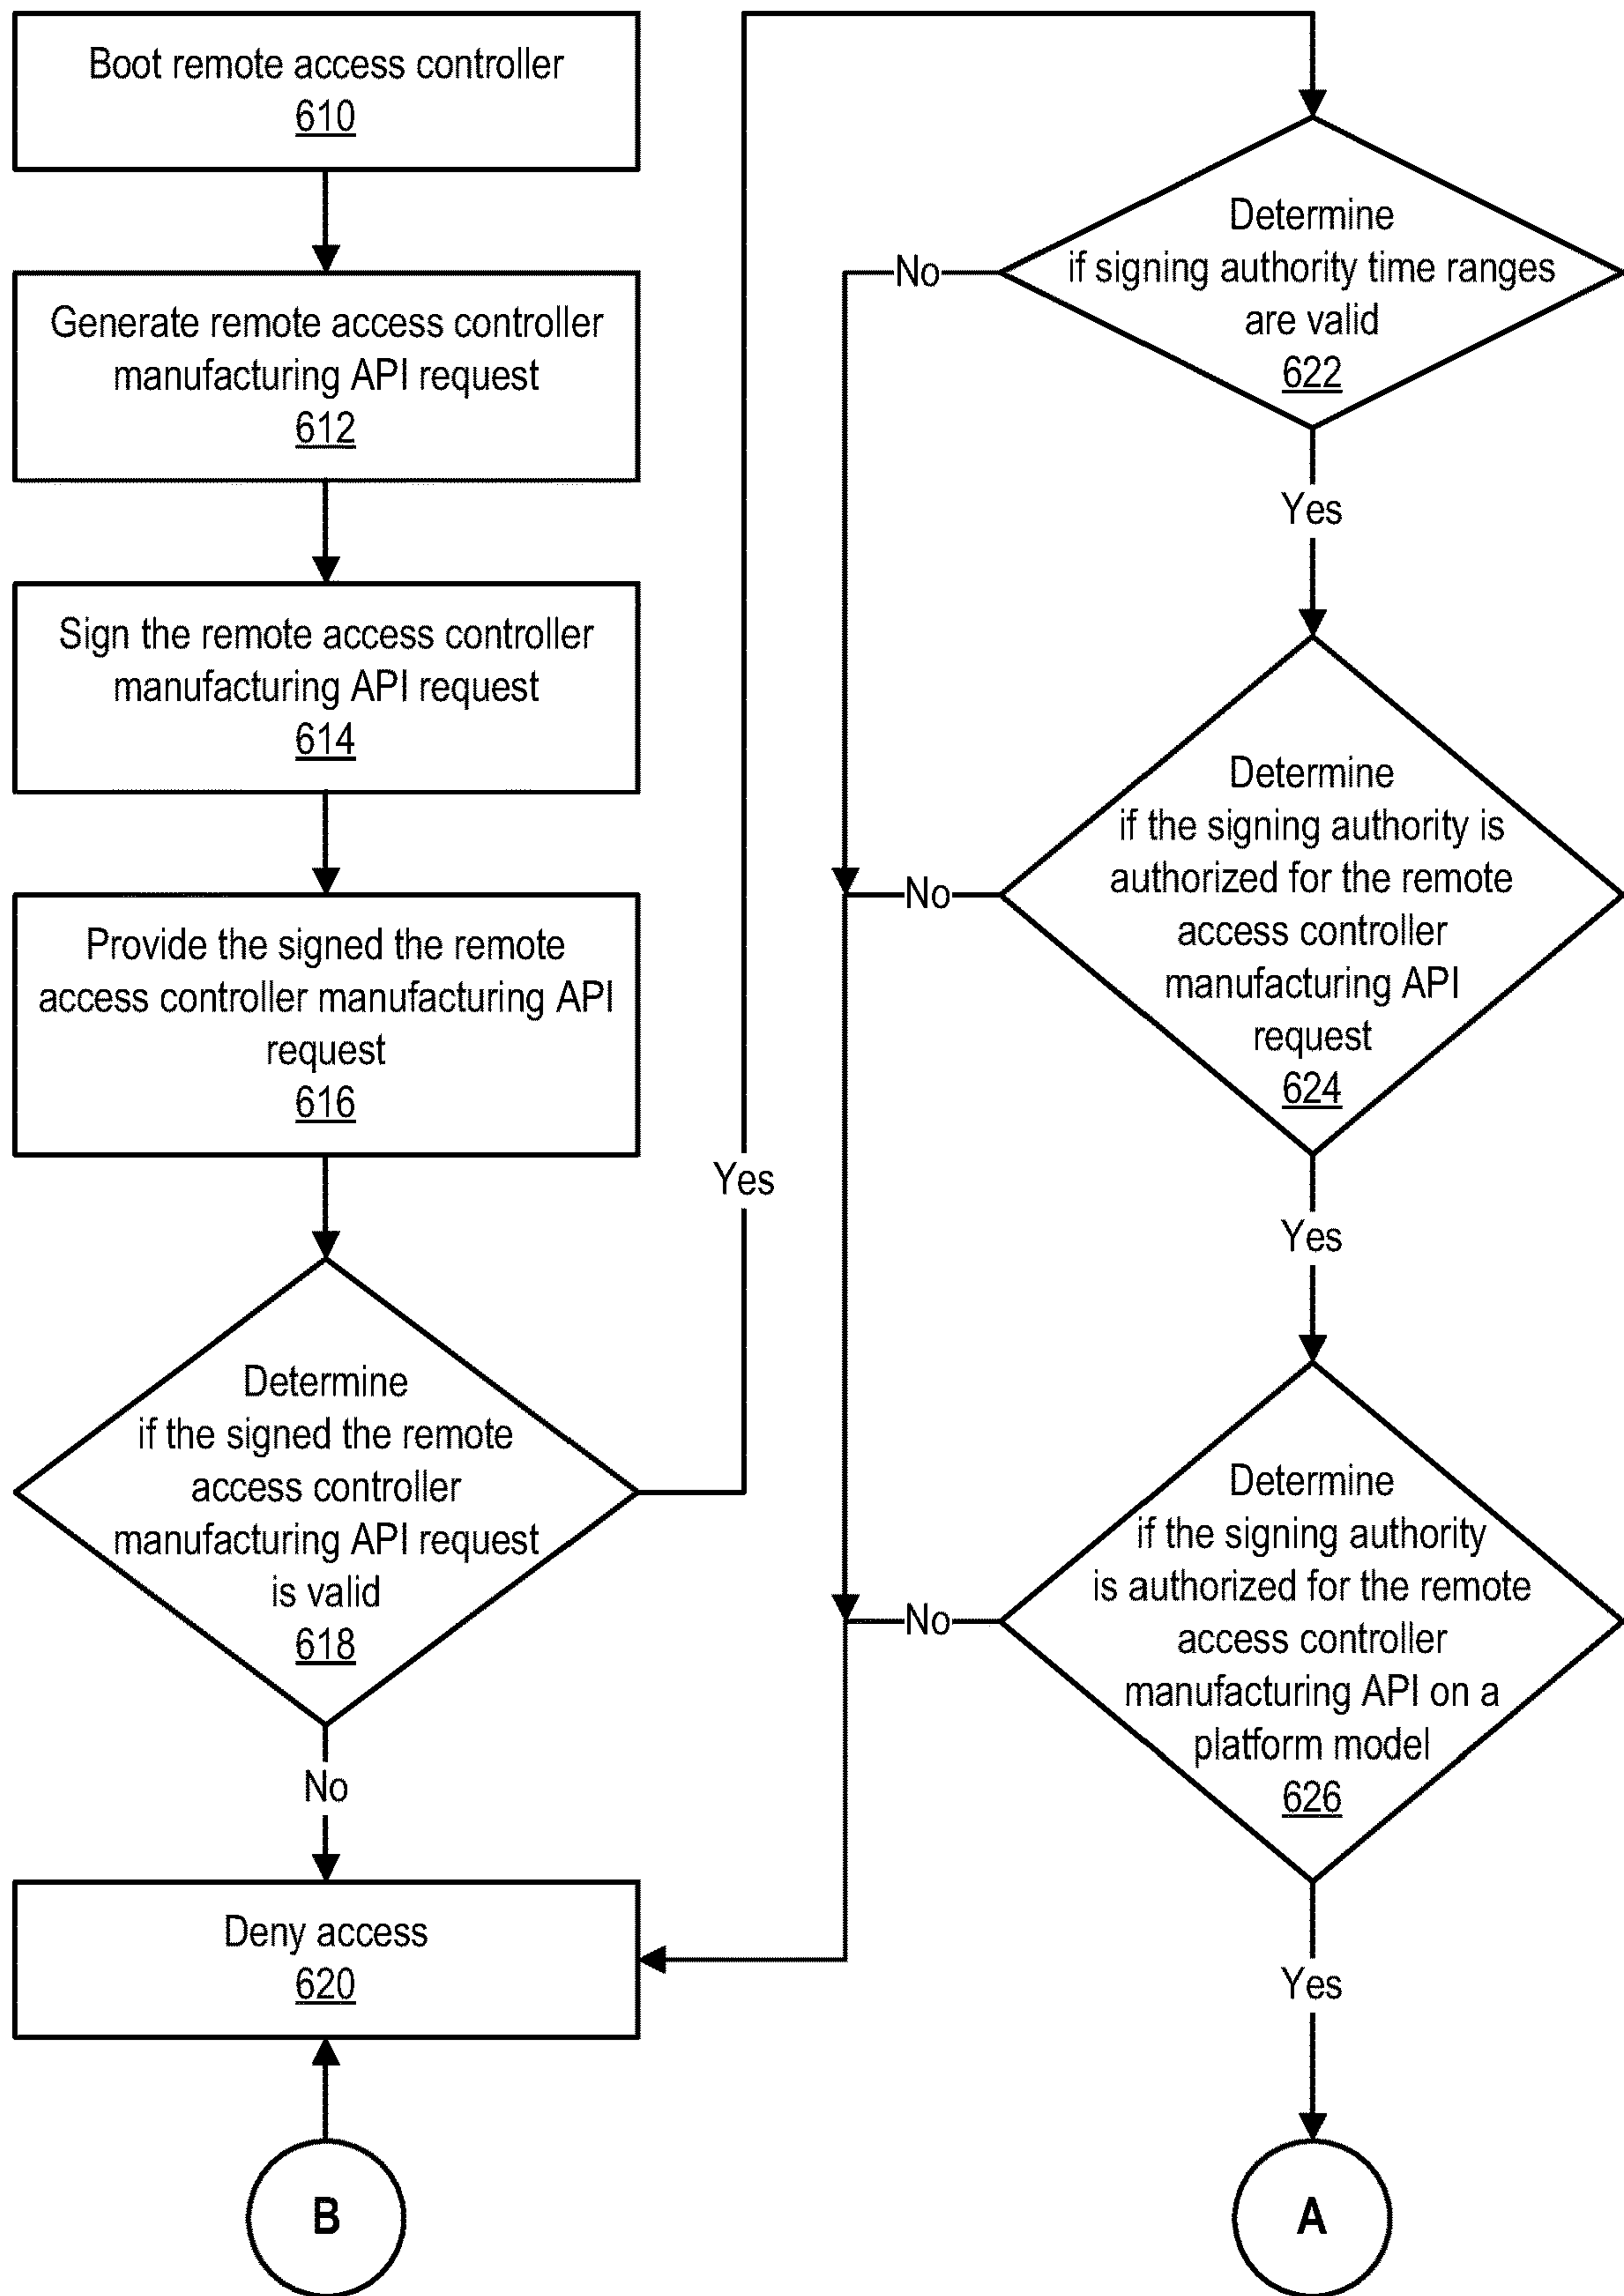 Boot remote access controller
610
Generate remote access controller
manufacturing API request
612
Sign the remote access controller
manufacturing API request
614
Provide the signed the remote
access controller manufacturing API
request
616
Determine
if the signed the remote
access controller
manufacturing API request
is valid
618
Yes
No
Deny access
620
B
Determine
if signing authority time ranges
are valid
622
No
Yes
Determine
if the signing authority is
authorized for the remote
access controller
manufacturing API
request
624
No
Yes
Determine
if the signing authority
is authorized for the remote
access controller
manufacturing API on a
platform model
626
No
Yes
A